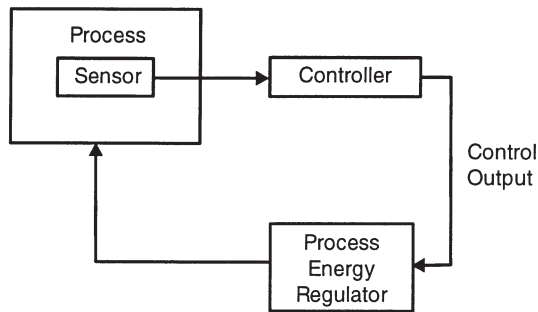 Process
Sensor
Controller
Control
Output
Process
Energy
Regulator